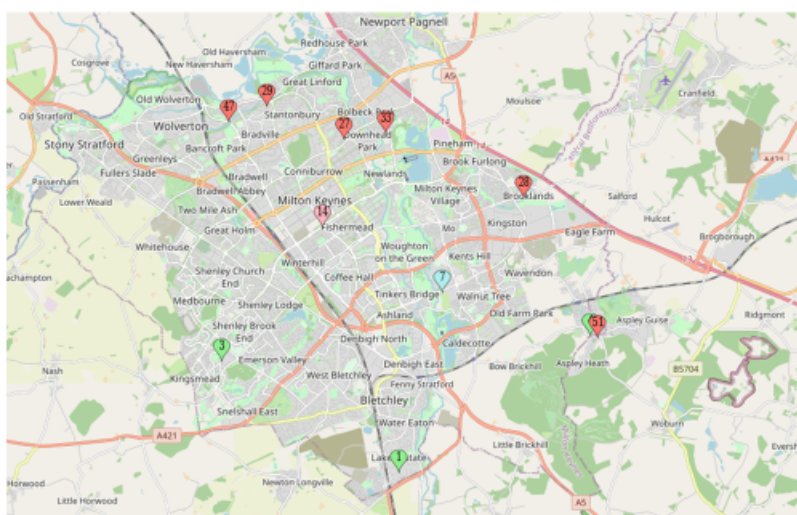 Newport Pagnell
Redhouse Park
Old Haversham
Cosgrove
New Haversham
Giffard Park
A5
Great Linford
Cranfield
Old Wolverton
29
Stantonbury
47
Old Stratford
Bolbeck Park
33
Moulsoe
Wolverton
27
Downhead
Park
Bradville
Stony Stratford
Bancroft Park
Pineham
A421
Greenleys
Brook Furlong
Fullers Slade
Bradwell
Conniburrow
Newlands
Passenham
Bradwell Abbey
Milton Keynes
Village
28
Brooklands
Salford
Lower Weald
Milton Keynes
Two Mile Ash
14
Hulcot
Great Holm
Fishermead
Mo
Kingston
Eagle Farm
Brogborough
Whitehouse
Woughton
on the Green
Kents Hill
Winterhill
Shenley Church
End
Coffee Hall
7
Wavendon
achampton
Medbourne
Shenley Lodge
Tinkers Bridge
Walnut Tree
Old Farm Park
Ridgmont
Ashland
51
Aspley Guise
Shenley Brook
End
3
Denbigh North
Caldecotte
Emerson Valley
Denbigh East
Bow Brickhill
Aspley Heath
Nash
Kingsmead
West Bletchley
B5704
Fenny Stratford
Bletchley
Snelshall East
Water Eaton
Woburn
A421
Little Brickhill
Eversh
1
Horwood
Newton Longville
Little Horwood
A5